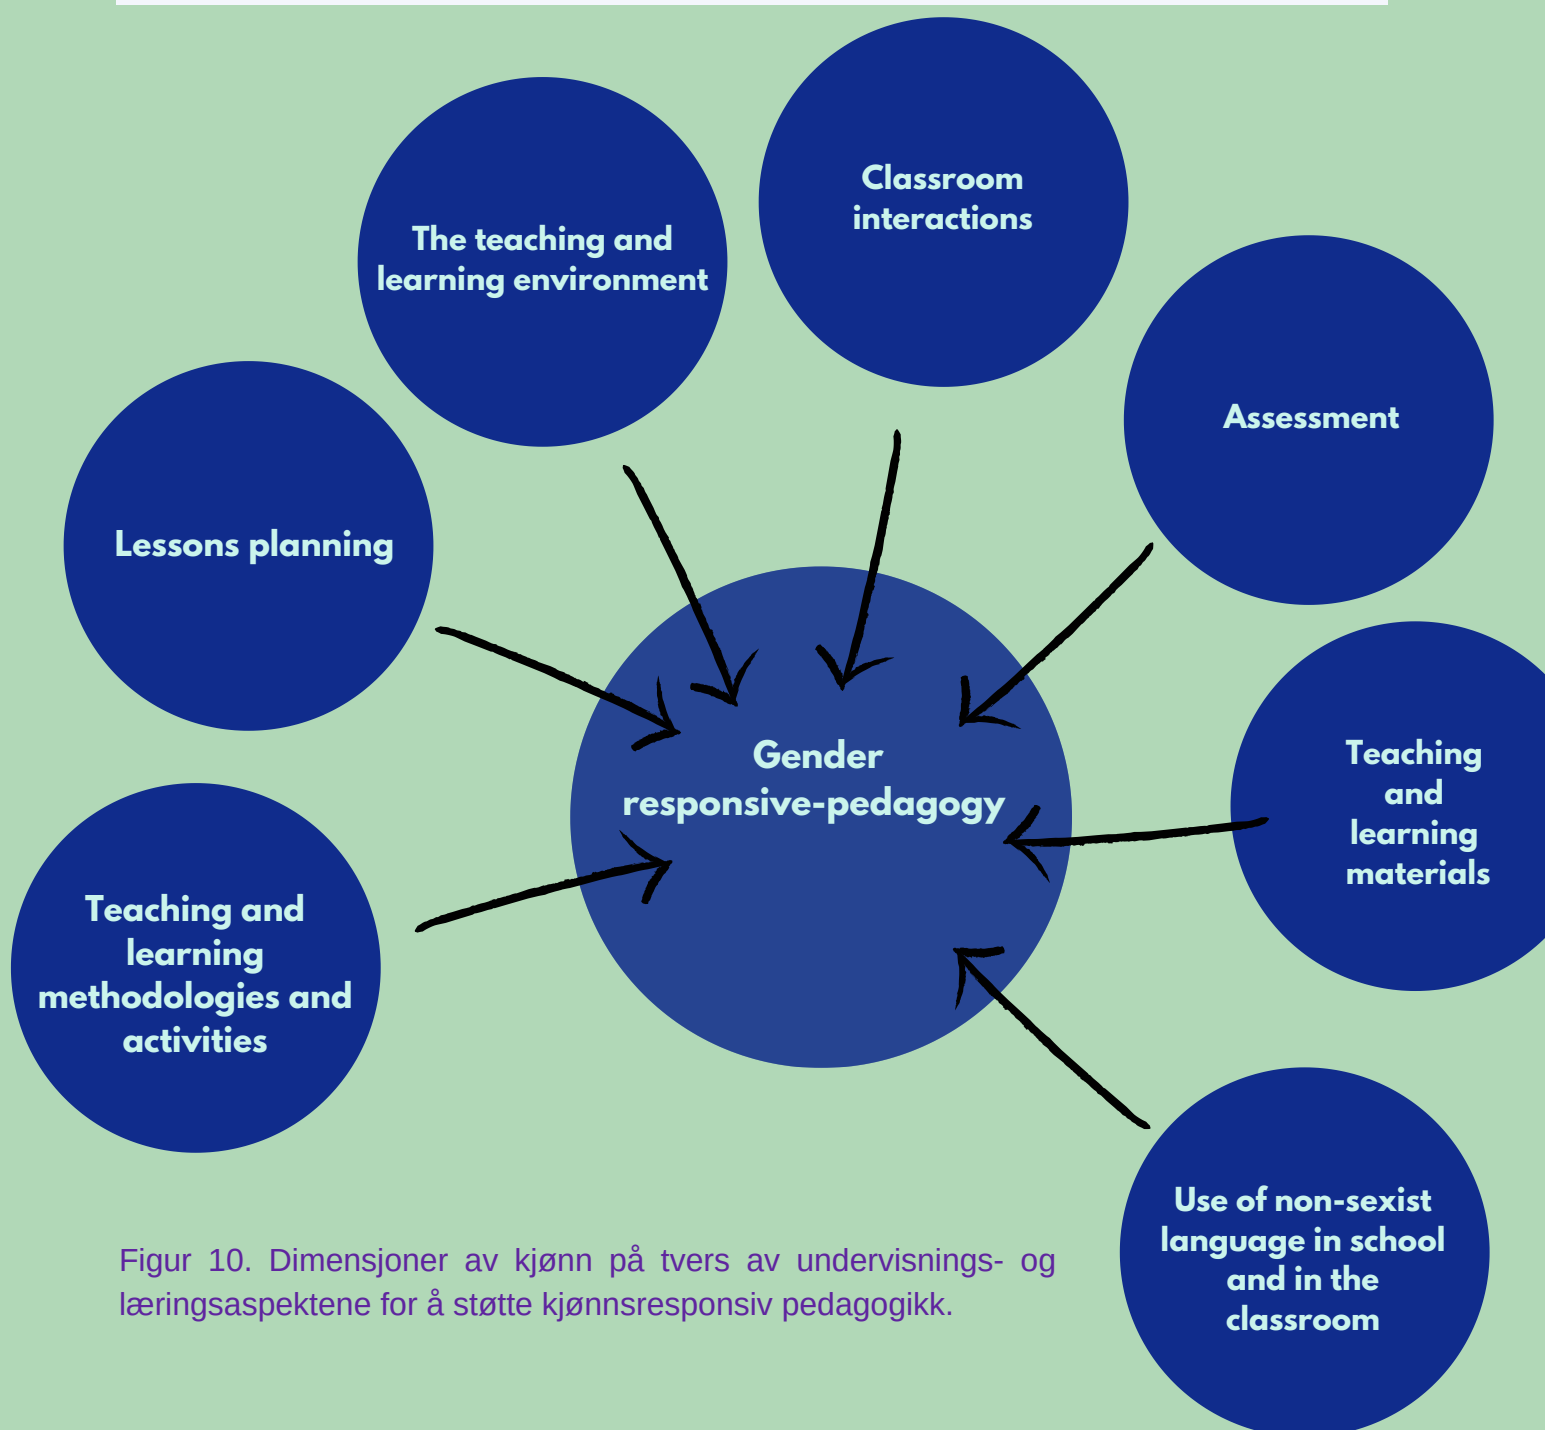 Classroom
interactions
The teaching and
learning environment
Assessment
Lessons planning
Gender
responsive-pedagogy
Teaching
and
learning
materials
Teaching and
learning
methodologies and
activities
Use of non-sexist
language in school
and in the
classroom
Figur 10. Dimensjoner av kjønn på tvers av undervisnings- og
læringsaspektene for å støtte kjønnsresponsiv pedagogikk.